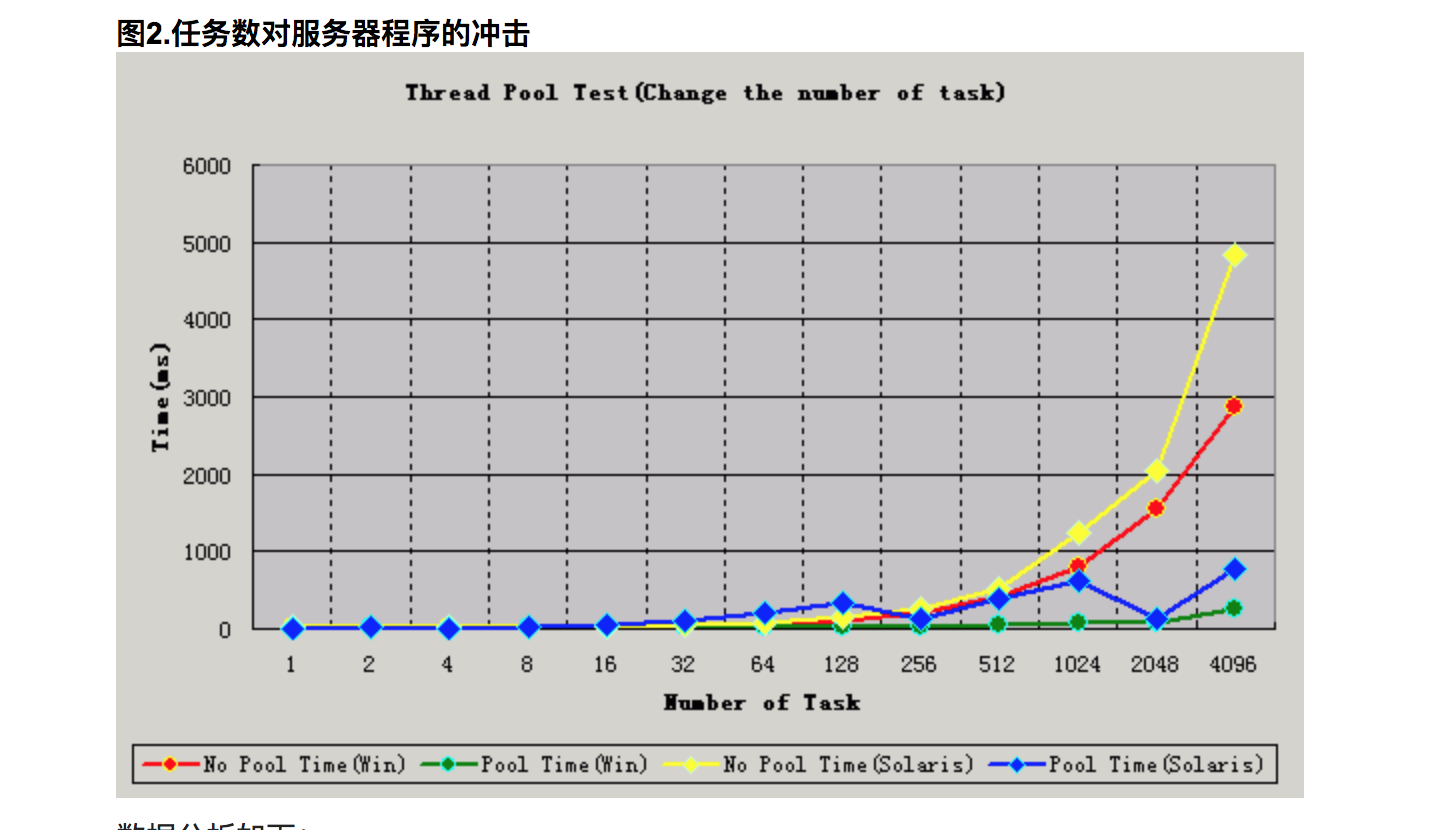 图2.任务数对服务器程序的冲击
Thread Pool Test(Change the number of task)
6000
5000
4000
3000
2000
1000
0
Time(ms)
1 2 4 8 16 32 64 128 256 512 1024 2048 4096
Number of Task
No Pool Time(Win) Pool Time(Win) No Pool Time(Solaris) Pool Time(Solaris)